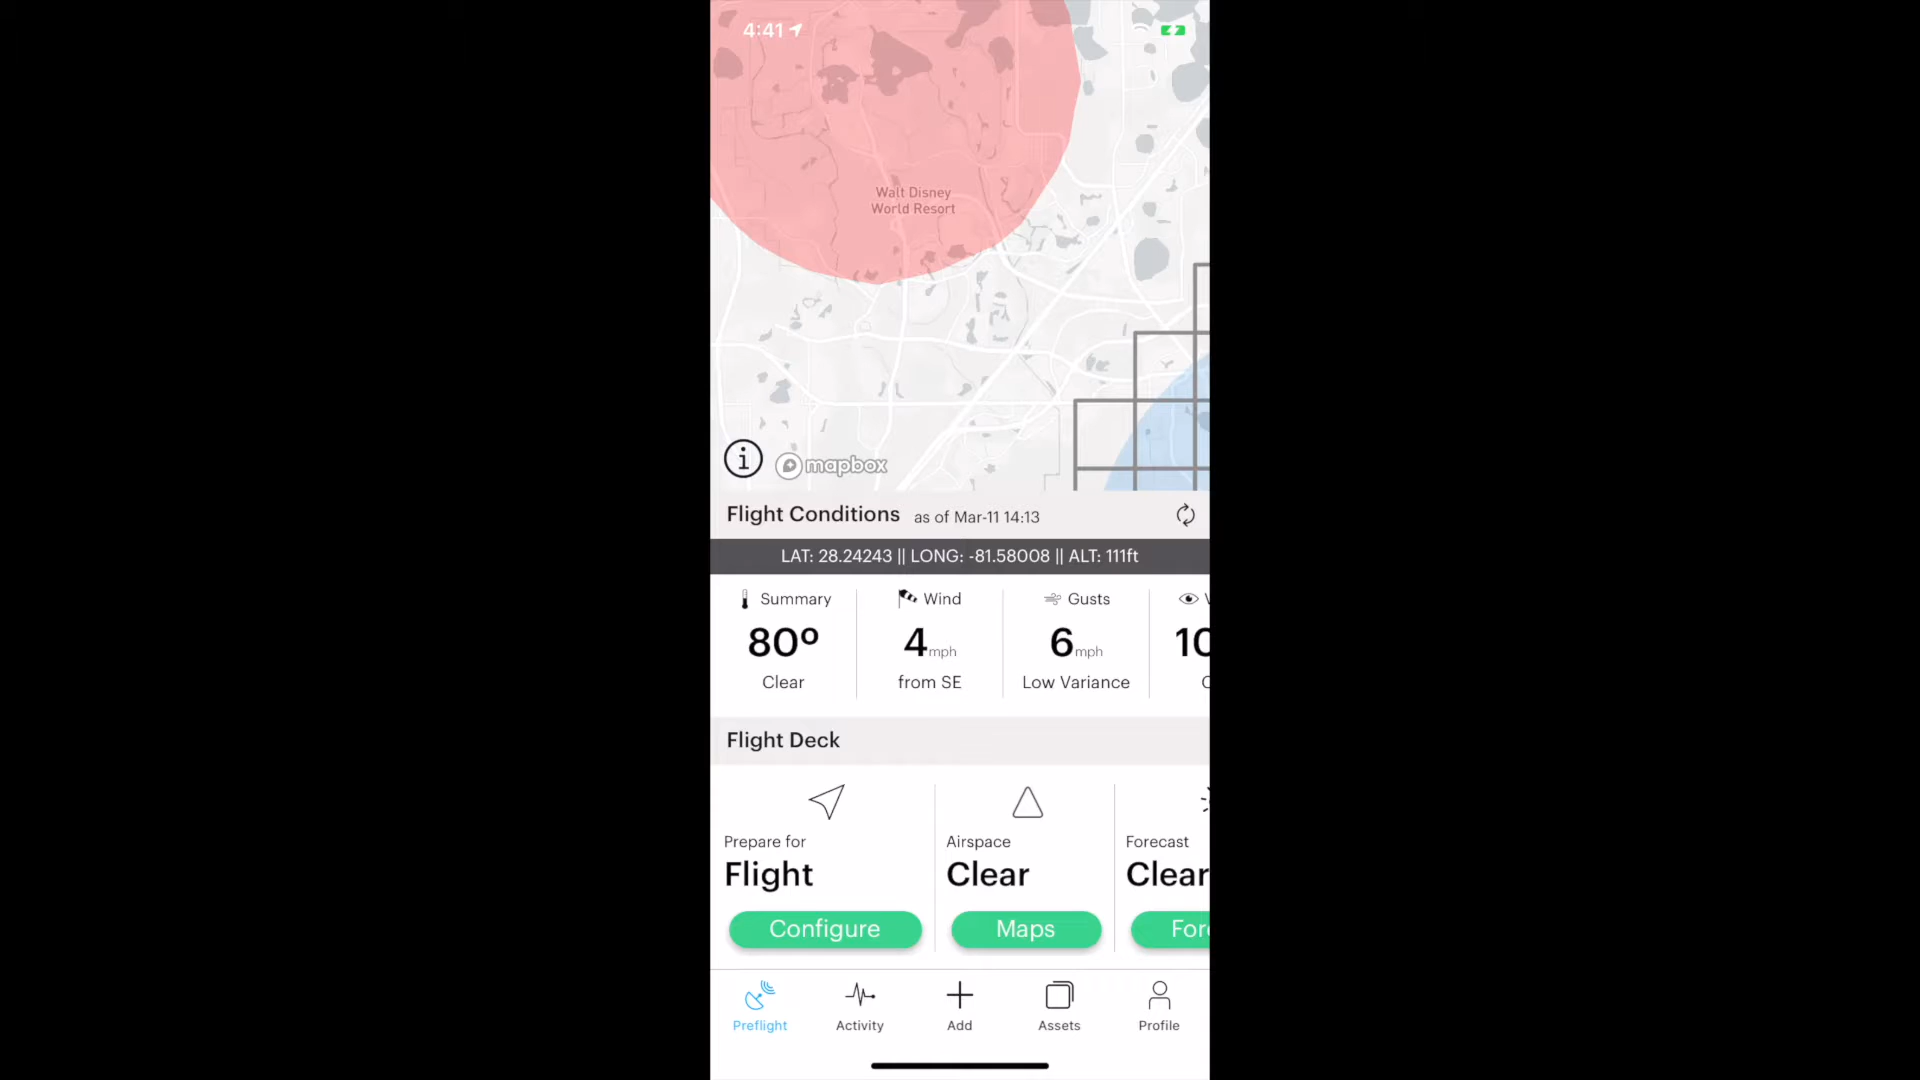 4:41
Walt Disney
World Resort
i
mapbox
Flight Conditions as of Mar-11 14:13
LAT: 28.24243 || LONG: -81.58008 || ALT: 111ft
Summary Wind Gusts
80º 4mph 6mph 10
Clear from SE Low Variance
Flight Deck
Prepare for Airspace Forecast
Flight Clear Clear
Configure Maps For
Preflight Activity Add Assets Profile